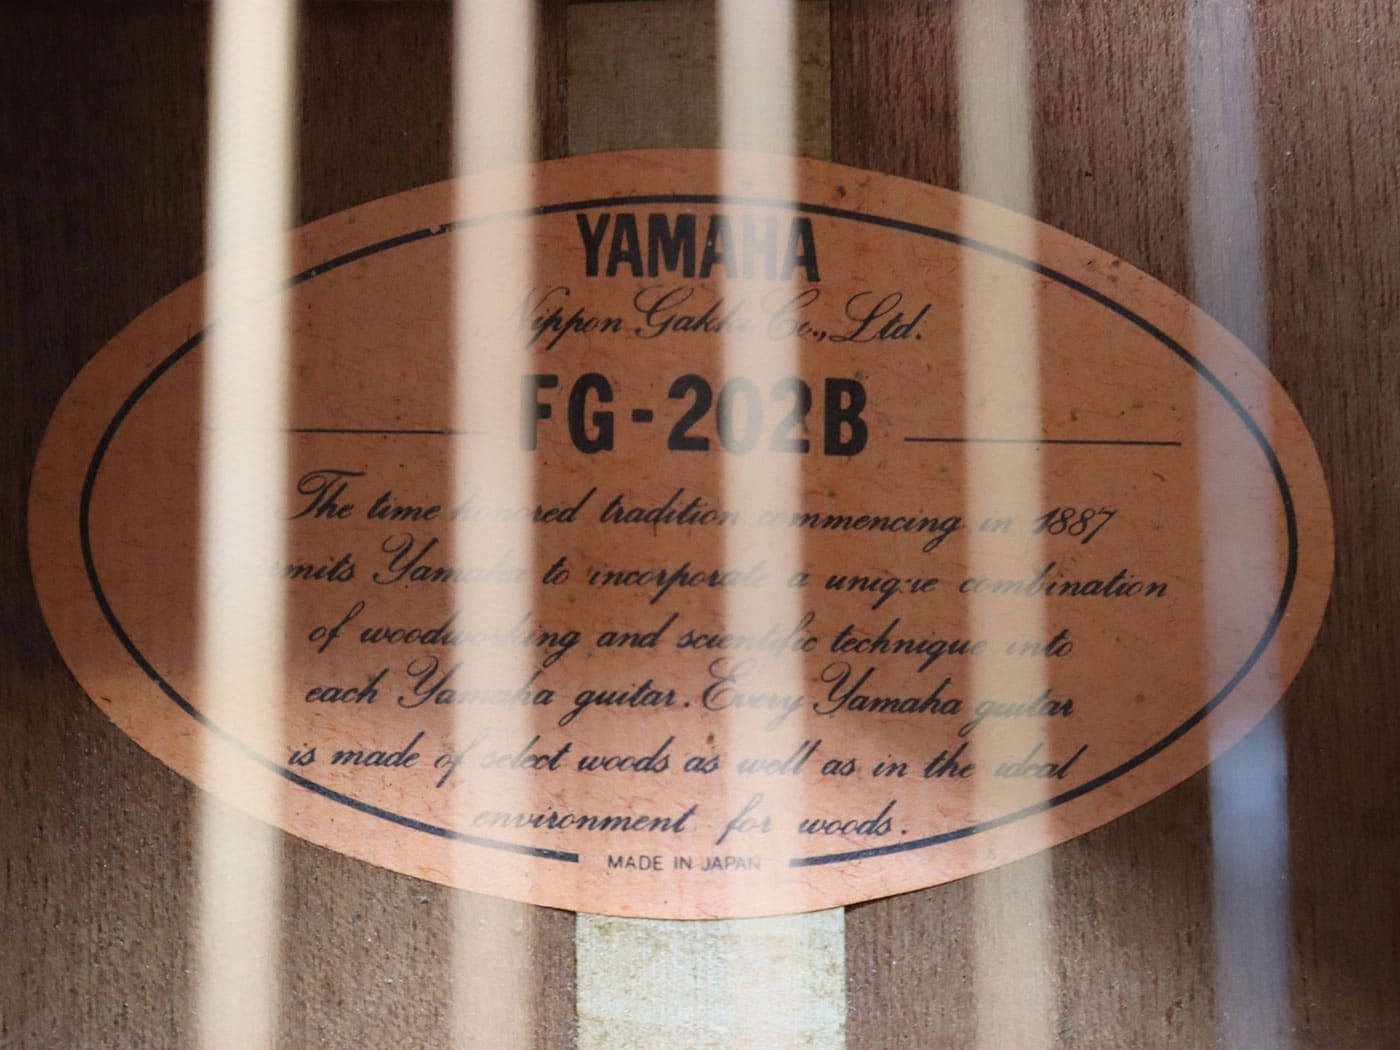 YAMAHA
Nippon Gakki Co., Ltd.
FG-202B
The time honored tradition commencing in 1887
permits Yamaha to incorporate a unique combination
of woodworking and scientific technique into
each Yamaha guitar. Every Yamaha guitar
is made of select woods as well as in the ideal
environment for woods.
MADE IN JAPAN